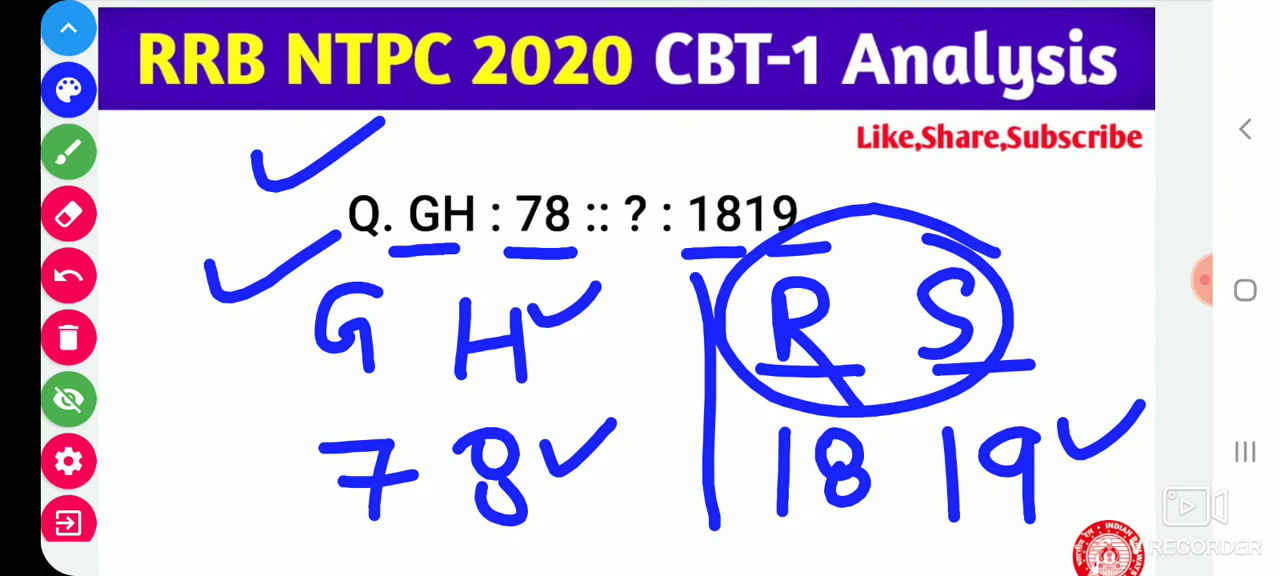 RRB NTPC 2020 CBT-1 Analysis
Like,Share,Subscribe
Q. GH : 78 :: ? : 1819
G H R S
7 8 18 19
RECORDER